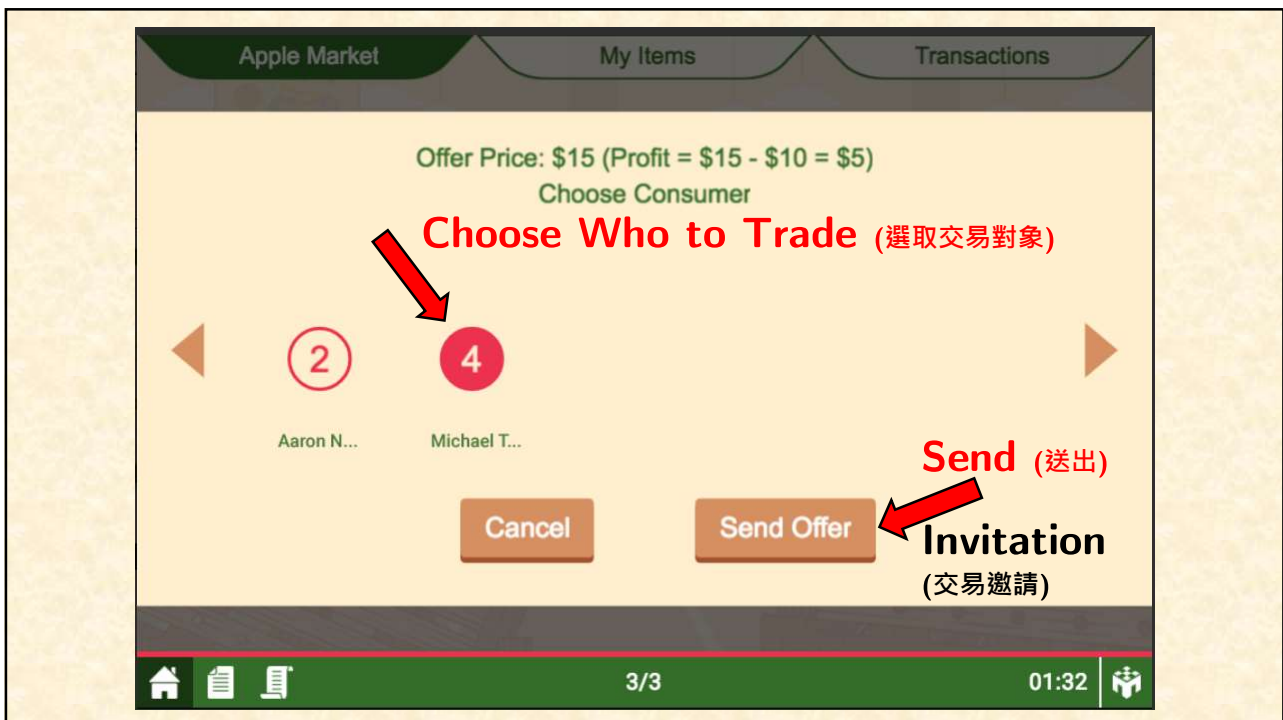 Apple Market
My Items
Transactions
Offer Price: $15 (Profit = $15 - $10 = $5)
Choose Consumer
Choose Who to Trade (選取交易對象)
2
4
Aaron N...
Michael T...
Send (送出)
Cancel
Send Offer
Invitation
(交易邀請)
3/3
01:32